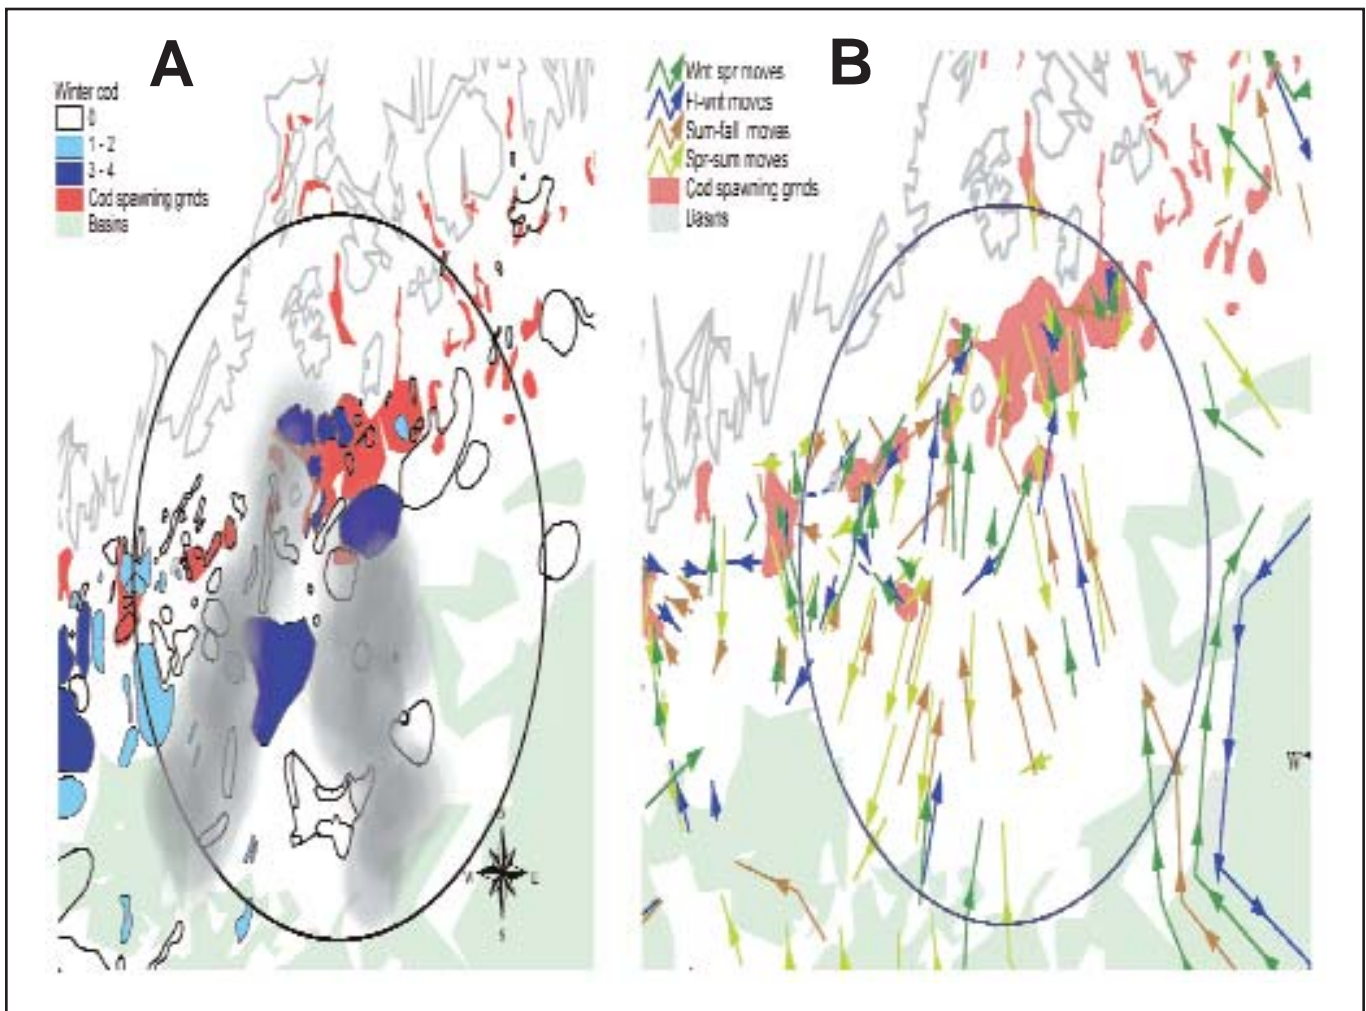 A
Winter cod
0
1 - 2
3 - 4
Cod spawning grnds
Basins
W
E
S
B
Wnt spr moves
Fl-wnt moves
Sum-fall moves
Spr-sum moves
Cod spawning grnds
Basins
W